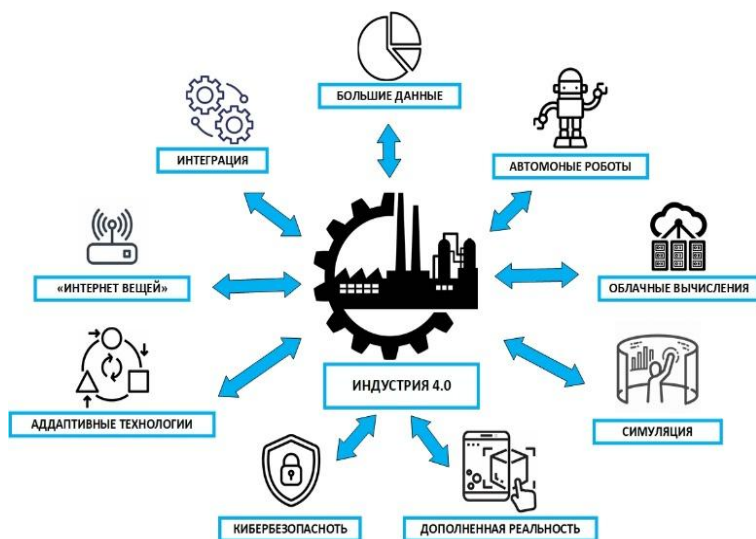 БОЛЬШИЕ ДАННЫЕ
ИНТЕГРАЦИЯ
АВТОМОНЫЕ РОБОТЫ
«ИНТЕРНЕТ ВЕЩЕЙ»
ОБЛАЧНЫЕ ВЫЧИСЛЕНИЯ
ИНДУСТРИЯ 4.0
АДДАПТИВНЫЕ ТЕХНОЛОГИИ
СИМУЛЯЦИЯ
КИБЕРБЕЗОПАСНОТЬ
ДОПОЛНЕННАЯ РЕАЛЬНОСТЬ